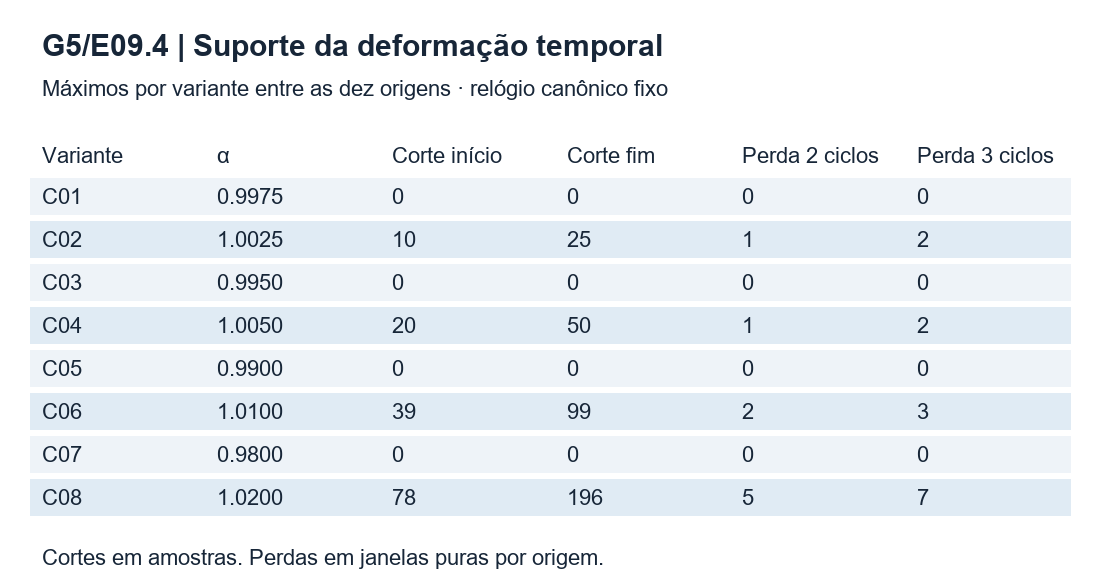 G5/E09.4 | Suporte da deformação temporal
Máximos por variante entre as dez origens · relógio canônico fixo
Variante α Corte início Corte fim Perda 2 ciclos Perda 3 ciclos
C01 0.9975 0 0 0 0
C02 1.0025 10 25 1 2
C03 0.9950 0 0 0 0
C04 1.0050 20 50 1 2
C05 0.9900 0 0 0 0
C06 1.0100 39 99 2 3
C07 0.9800 0 0 0 0
C08 1.0200 78 196 5 7
Cortes em amostras. Perdas em janelas puras por origem.